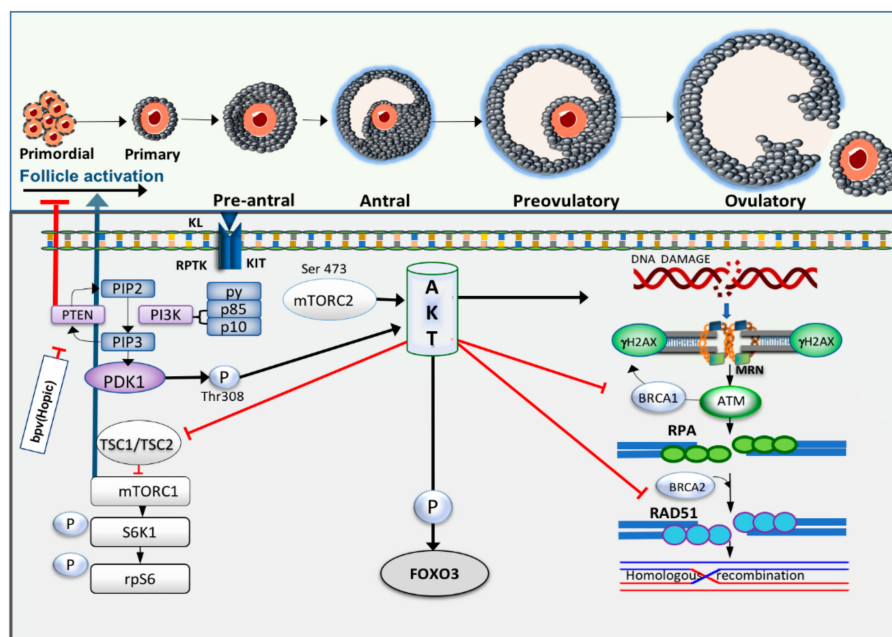 Primordial
Primary
Follicle activation
Pre-antral
Antral
Preovulatory
Ovulatory
KL
RPTK
KIT
Ser 473
mTORC2
A
K
T
DNA DAMAGE
PTEN
PIP2
PIP3
PI3K
py
p85
p10
PDK1
P
Thr308
bpv(Hopic)
γH2AX
γH2AX
MRN
BRCA1
ATM
RPA
TSC1/TSC2
mTORC1
P
S6K1
P
rpS6
P
FOXO3
BRCA2
RAD51
Homologous recombination